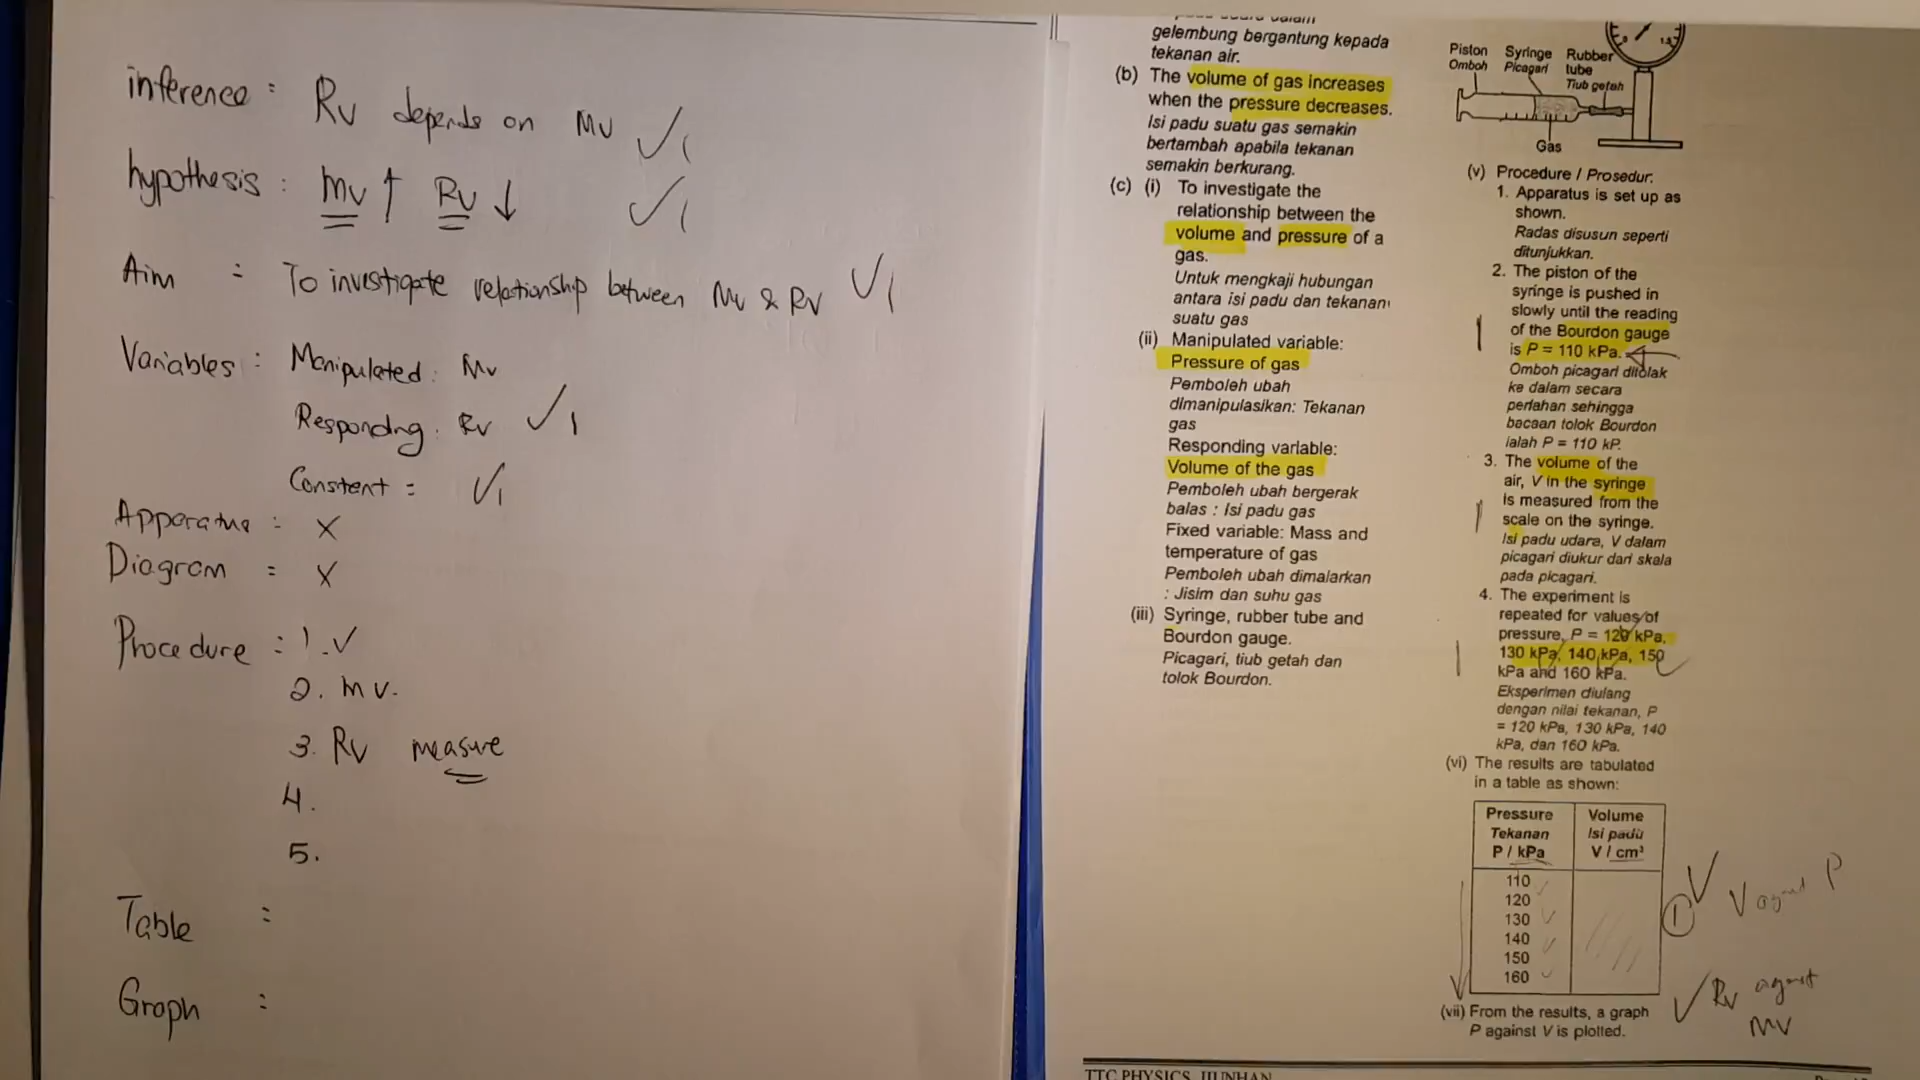 inference : RV depends on MV ✓1
hypothesis : MV ↑ RV ↓ ✓1
Aim : To investigate relationship between MV & RV ✓1
Variables : Manipulated : MV
Responding : RV ✓1
Constant = ✓1
Apparatus : X
Diagram = X
Procedure : 1. ✓
2. MV.
3. RV measure
4.
5.
Table :
Graph :
gelembung bergantung kepada
tekanan air.
(b) The volume of gas increases
when the pressure decreases.
Isi padu suatu gas semakin
bertambah apabila tekanan
semakin berkurang.
(c) (i) To investigate the
relationship between the
volume and pressure of a
gas.
Untuk mengkaji hubungan
antara isi padu dan tekanan
suatu gas
(ii) Manipulated variable:
Pressure of gas
Pemboleh ubah
dimanipulasikan: Tekanan
gas
Responding variable:
Volume of the gas
Pemboleh ubah bergerak
balas : Isi padu gas
Fixed variable: Mass and
temperature of gas
Pemboleh ubah dimalarkan
: Jisim dan suhu gas
(iii) Syringe, rubber tube and
Bourdon gauge.
Picagari, tiub getah dan
tolok Bourdon.
Piston Syringe Rubber
Omboh Picagari tube
Tiub getah
Gas
(v) Procedure / Prosedur:
1. Apparatus is set up as
shown.
Radas disusun seperti
ditunjukkan.
2. The piston of the
syringe is pushed in
slowly until the reading
of the Bourdon gauge
is P = 110 kPa.
Omboh picagari ditolak
ke dalam secara
perlahan sehingga
bacaan tolok Bourdon
ialah P = 110 kP.
3. The volume of the
air, V in the syringe
is measured from the
scale on the syringe.
Isi padu udara, V dalam
picagari diukur dari skala
pada picagari.
4. The experiment is
repeated for values of
pressure, P = 120 kPa,
130 kPa, 140 kPa, 150
kPa and 160 kPa.
Eksperimen diulang
dengan nilai tekanan, P
= 120 kPa, 130 kPa, 140
kPa, dan 160 kPa.
(vi) The results are tabulated
in a table as shown:
Pressure Volume
Tekanan Isi padu
P / kPa V / cm³
110
120
130
140
150
160
① ✓ V against P
(vii) From the results, a graph
P against V is plotted.
✓ RV against
MV
TTC PHYSICS, JIUNHAN